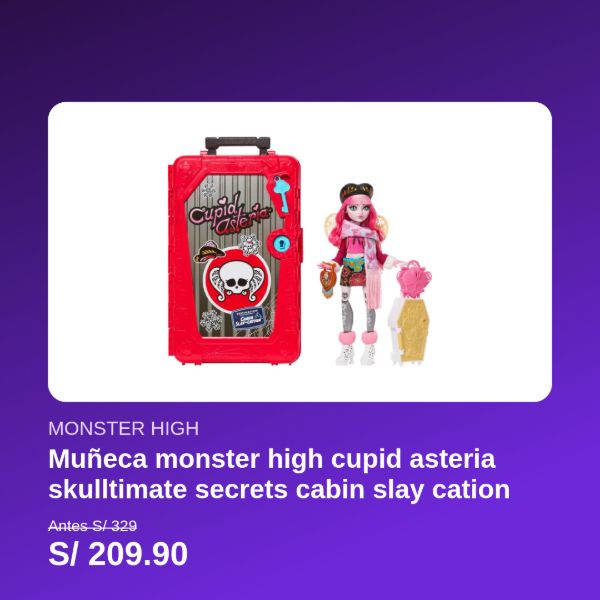 Cupid
Asteria
MONSTER HIGH
Muñeca monster high cupid asteria
skulltimate secrets cabin slay cation
Antes S/ 329
S/ 209.90